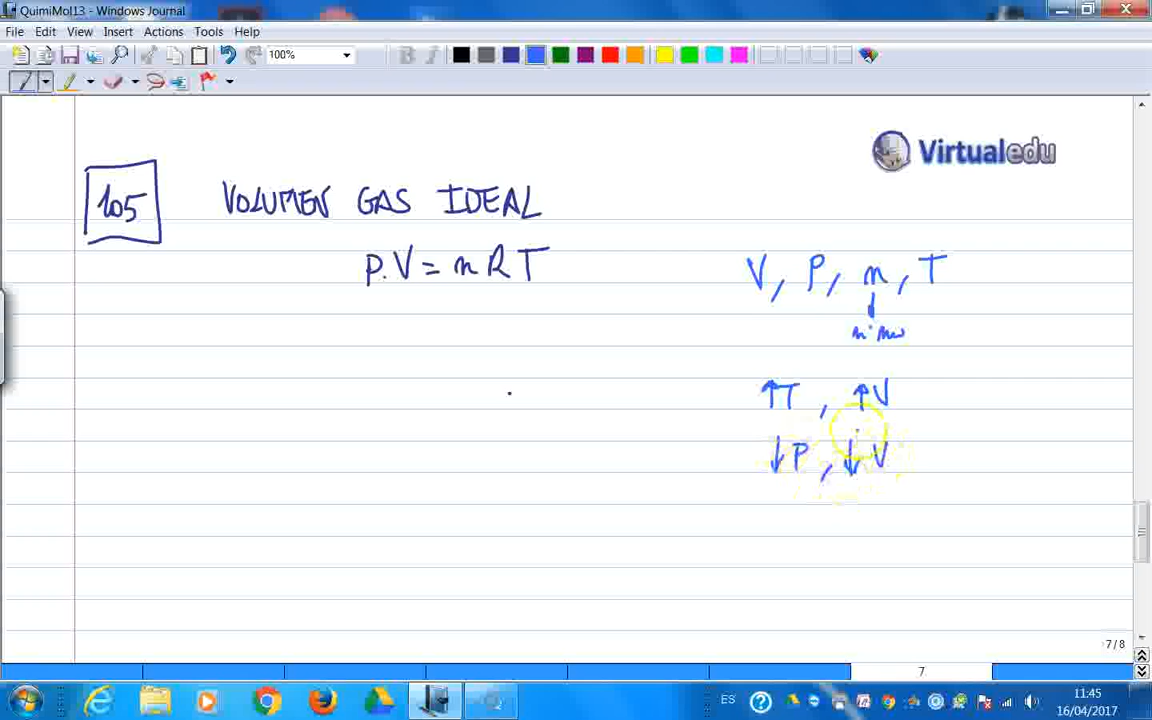 QuimiMol13 - Windows Journal
File Edit View Insert Actions Tools Help
100%
B I
Virtualedu
105 VOLUMEN GAS IDEAL
P.V = n R T
V, P, n, T
↑T, ↑V
↓P, ↓V
7/8
7
ES
11:45
16/04/2017